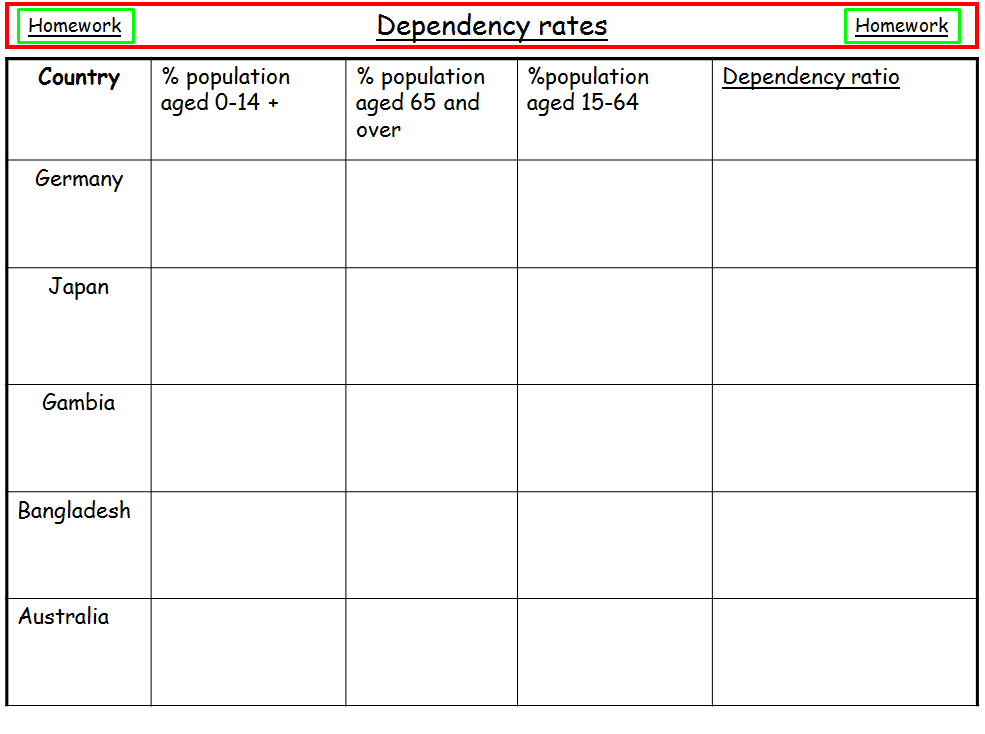 Homework
Dependency rates
Homework
Country
% population
aged 0-14 +
% population
aged 65 and
over
%population
aged 15-64
Dependency ratio
Germany
Japan
Gambia
Bangladesh
Australia